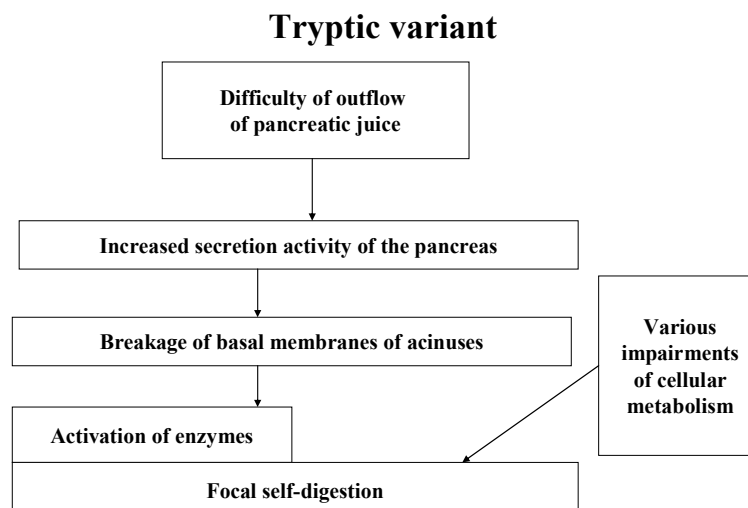 Tryptic variant
Difficulty of outflow
of pancreatic juice
Increased secretion activity of the pancreas
Breakage of basal membranes of acinuses
Various
impairments
of cellular
metabolism
Activation of enzymes
Focal self-digestion